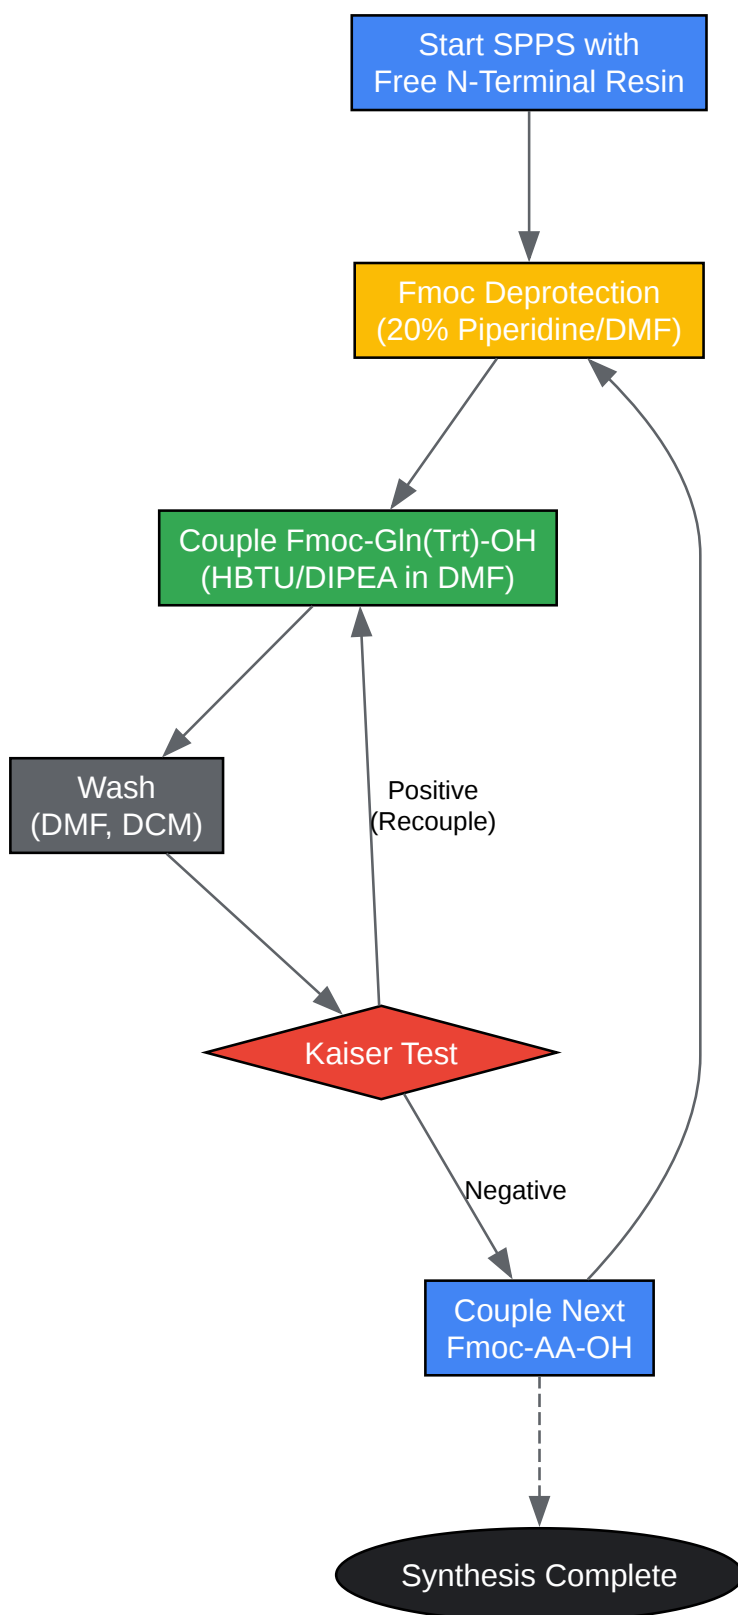 Start SPPS with
Free N-Terminal Resin
Fmoc Deprotection
(20% Piperidine/DMF)
Couple Fmoc-Gln(Trt)-OH
(HBTU/DIPEA in DMF)
Wash
(DMF, DCM)
Positive
(Recouple)
Kaiser Test
Negative
Couple Next
Fmoc-AA-OH
Synthesis Complete